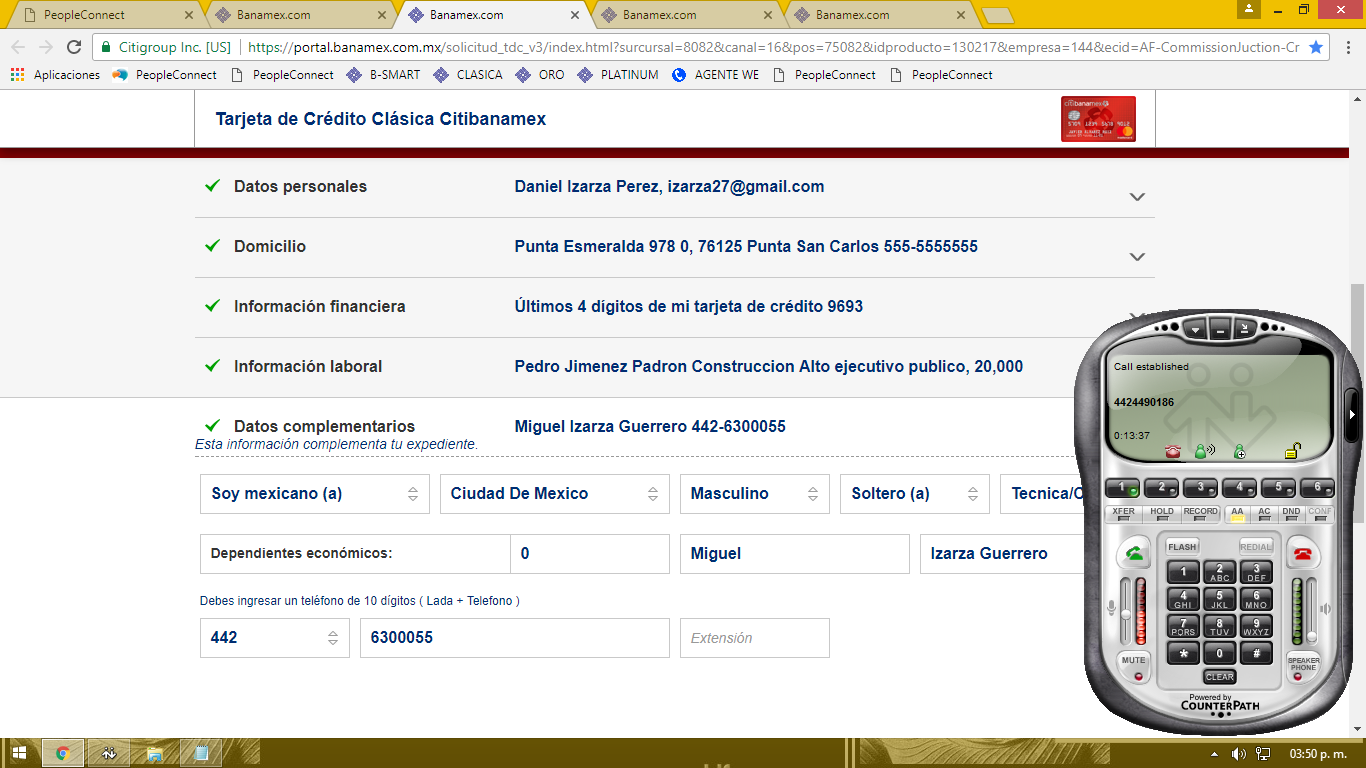 PeopleConnect
Banamex.com
Banamex.com
Banamex.com
Banamex.com
Citigroup Inc. [US]
https://portal.banamex.com.mx/solicitud_tdc_v3/index.html?surcursal=8082&canal=16&pos=75082&idproducto=130217&empresa=144&ecid=AF-CommissionJuction-Cr
Aplicaciones
PeopleConnect
PeopleConnect
B-SMART
CLASICA
ORO
PLATINUM
AGENTE WE
PeopleConnect
PeopleConnect
Tarjeta de Crédito Clásica Citibanamex
Datos personales
Daniel Izarza Perez, izarza27@gmail.com
Domicilio
Punta Esmeralda 978 0, 76125 Punta San Carlos 555-5555555
Información financiera
Últimos 4 dígitos de mi tarjeta de crédito 9693
Información laboral
Pedro Jimenez Padron Construccion Alto ejecutivo publico, 20,000
Datos complementarios
Miguel Izarza Guerrero 442-6300055
Esta información complementa tu expediente.
Soy mexicano (a)
Ciudad De Mexico
Masculino
Soltero (a)
Tecnica/
Dependientes económicos:
0
Miguel
Izarza Guerrero
Debes ingresar un teléfono de 10 dígitos ( Lada + Telefono )
442
6300055
Extensión
Call established
4424490186
0:13:37
1 2 3 4 5 6
XFER HOLD RECORD AA AC DND CONF
FLASH
REDIAL
1
2 ABC
3 DEF
4 GHI
5 JKL
6 MNO
7 PQRS
8 TUV
9 WXYZ
*
0
#
MUTE
CLEAR
SPEAKER PHONE
Powered by
COUNTERPATH
03:50 p. m.